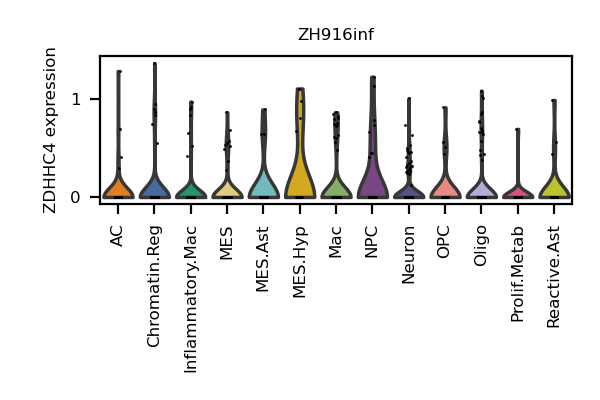 ZH916inf
ZDHHC4 expression
1
0
AC
Chromatin.Reg
Inflammatory.Mac
MES
MES.Ast
MES.Hyp
Mac
NPC
Neuron
OPC
Oligo
Prolif.Metab
Reactive.Ast